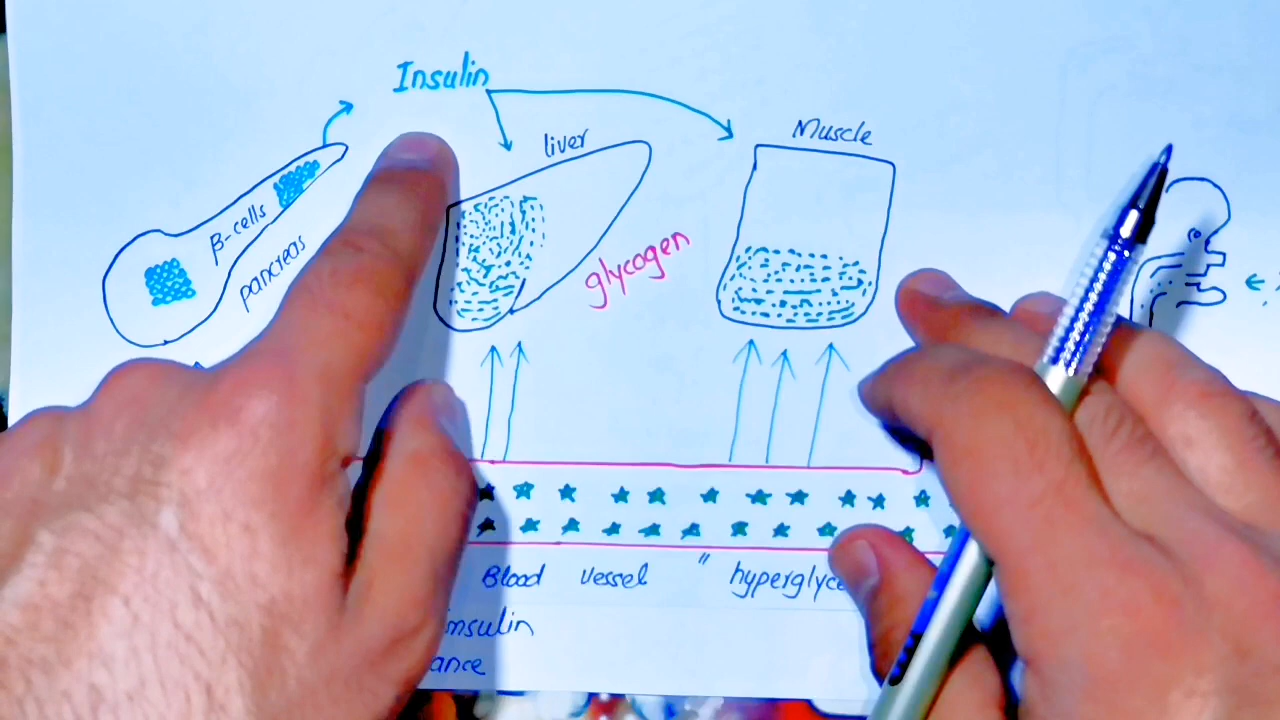 Insulin
liver
Muscle
β-cells
pancreas
glycogen
Blood vessel "
insulin